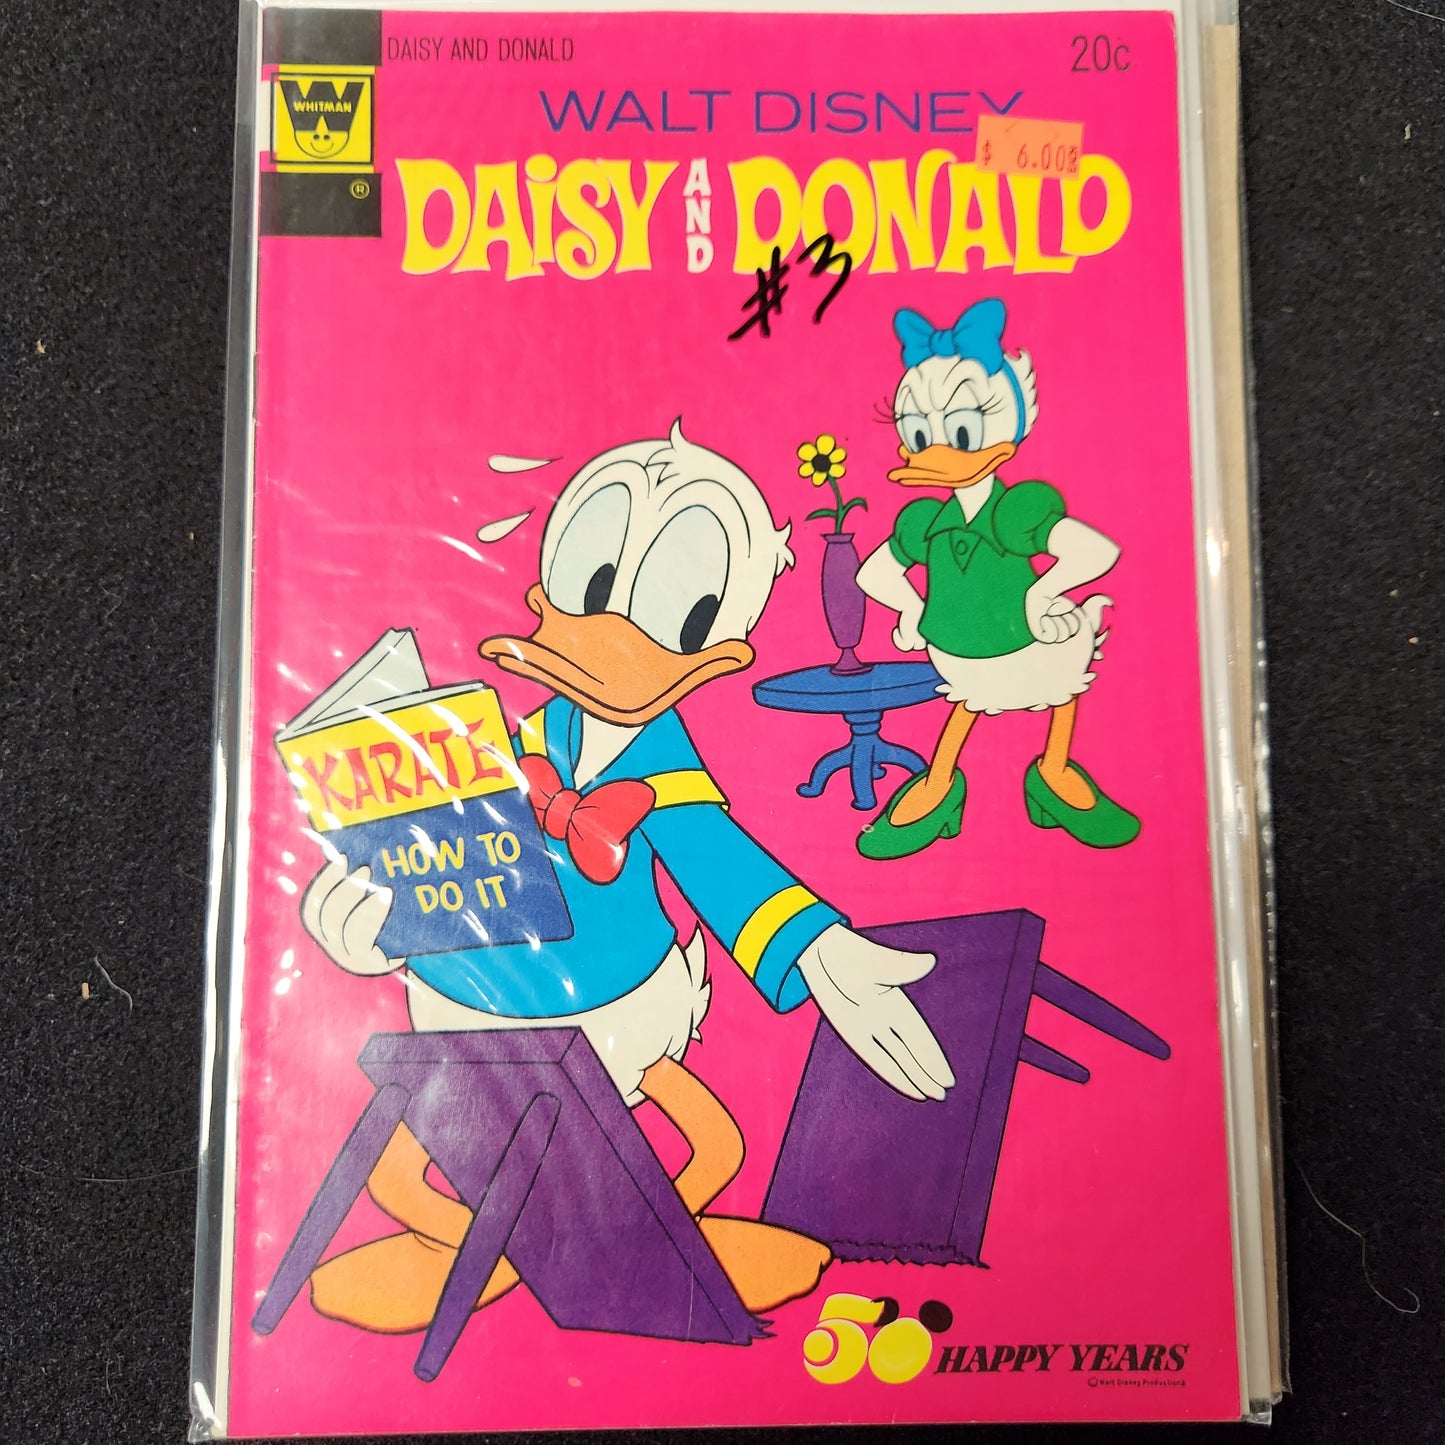 DAISY AND DONALD
20c
WHITMAN
®
WALT DISNEY
$ 6.00
DAISY AND DONALD
#3
KARATE
HOW TO
DO IT
50 HAPPY YEARS
© Walt Disney Productions